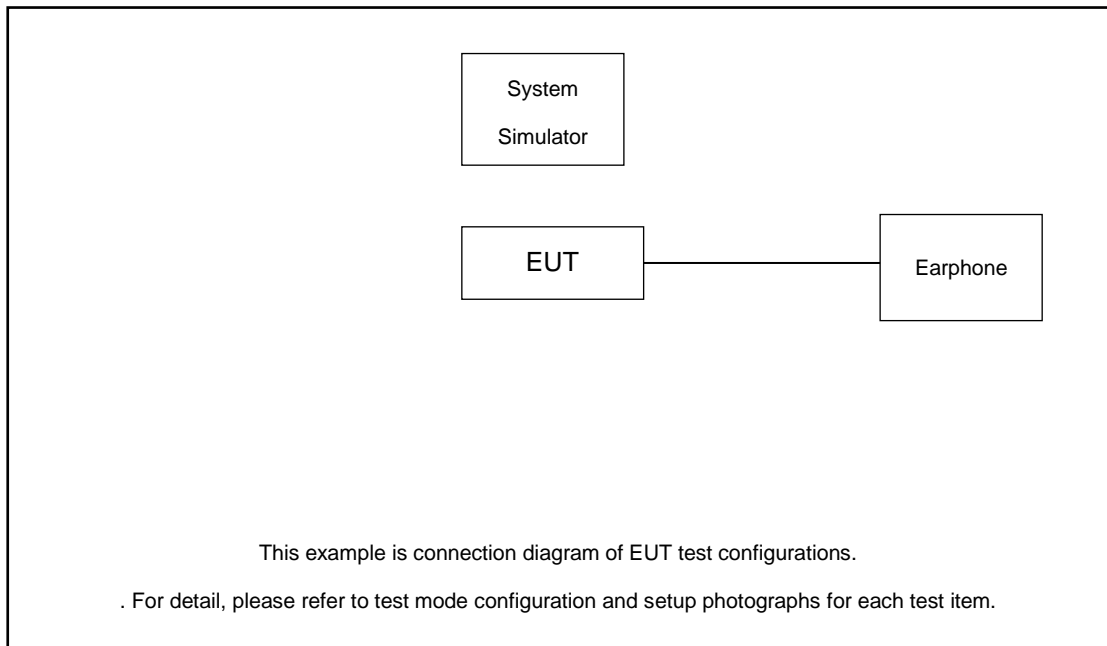 System
Simulator
EUT
Earphone
This example is connection diagram of EUT test configurations.
. For detail, please refer to test mode configuration and setup photographs for each test item.